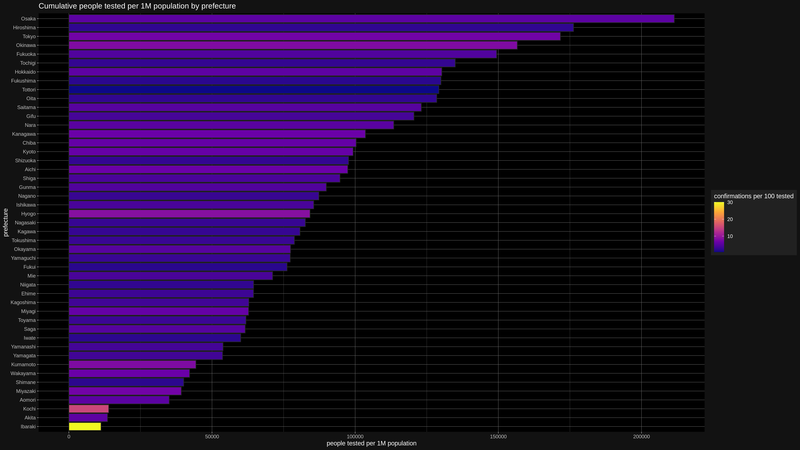 Cumulative people tested per 1M population by prefecture
Osaka
Hiroshima
Tokyo
Okinawa
Fukuoka
Tochigi
Hokkaido
Fukushima
Tottori
Oita
Saitama
Gifu
Nara
Kanagawa
Chiba
Kyoto
Shizuoka
Aichi
Shiga
Gunma
Nagano
Ishikawa
Hyogo
Nagasaki
Kagawa
Tokushima
Okayama
Yamaguchi
Fukui
Mie
Niigata
Ehime
Kagoshima
Miyagi
Toyama
Saga
Iwate
Yamanashi
Yamagata
Kumamoto
Wakayama
Shimane
Miyazaki
Aomori
Kochi
Akita
Ibaraki
prefecture
0
50000
100000
150000
200000
people tested per 1M population
confirmations per 100 tested
30
20
10